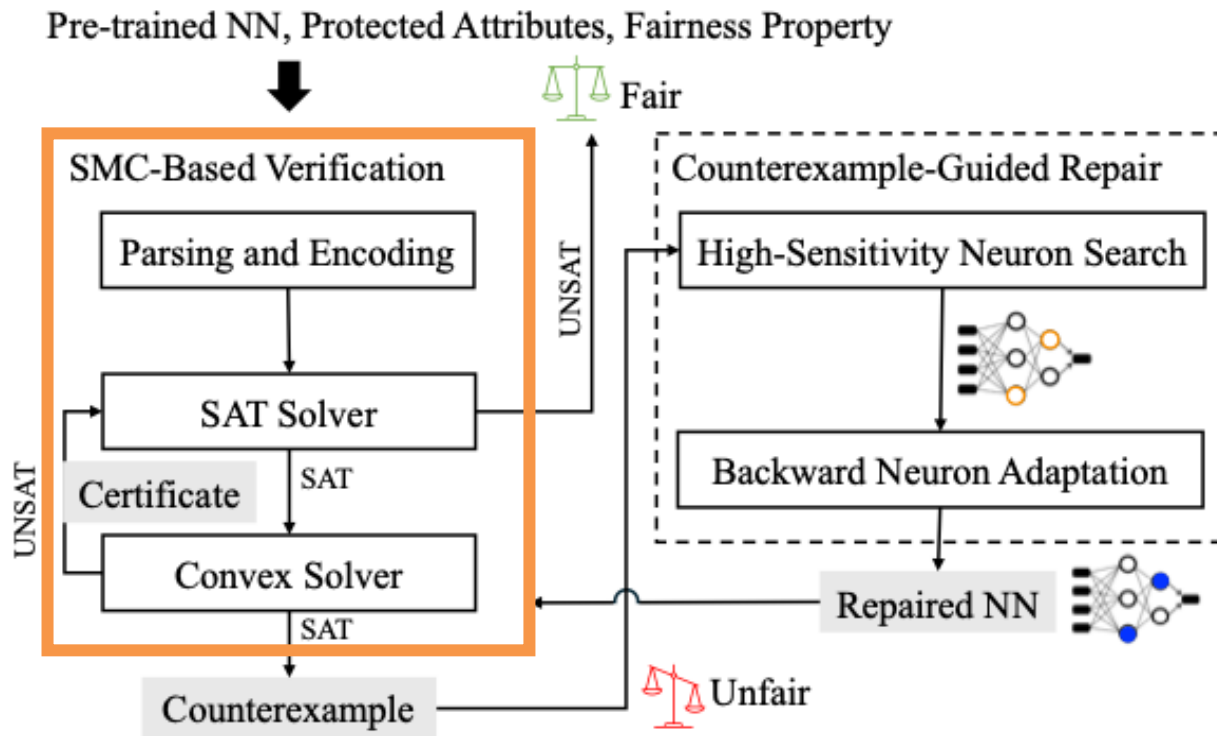 Pre-trained NN, Protected Attributes, Fairness Property
Fair
SMC-Based Verification
Parsing and Encoding
SAT Solver
UNSAT
SAT
Certificate
UNSAT
Convex Solver
SAT
Counterexample
Unfair
Counterexample-Guided Repair
High-Sensitivity Neuron Search
Backward Neuron Adaptation
Repaired NN